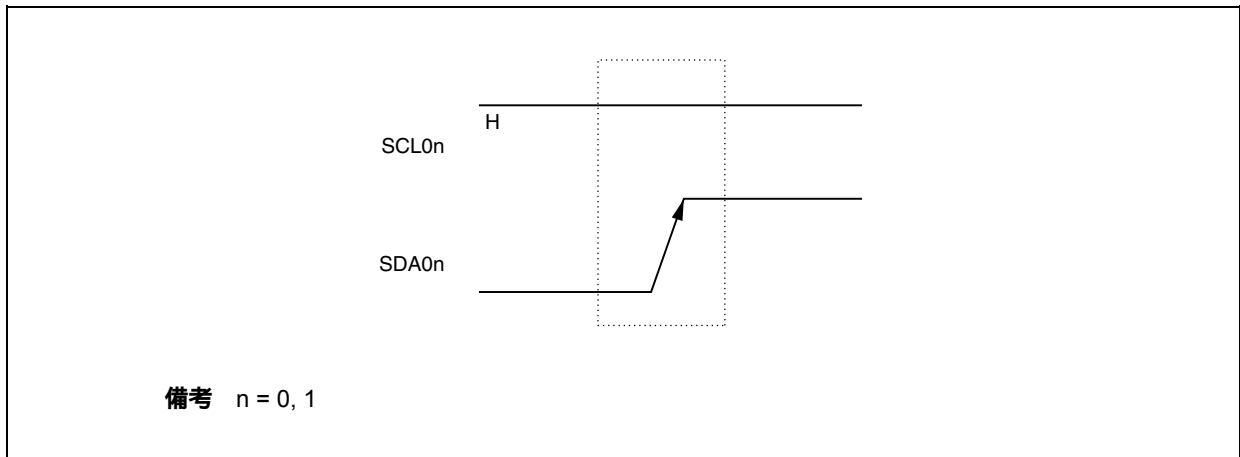 H
SCL0n
SDA0n
備考 n = 0, 1